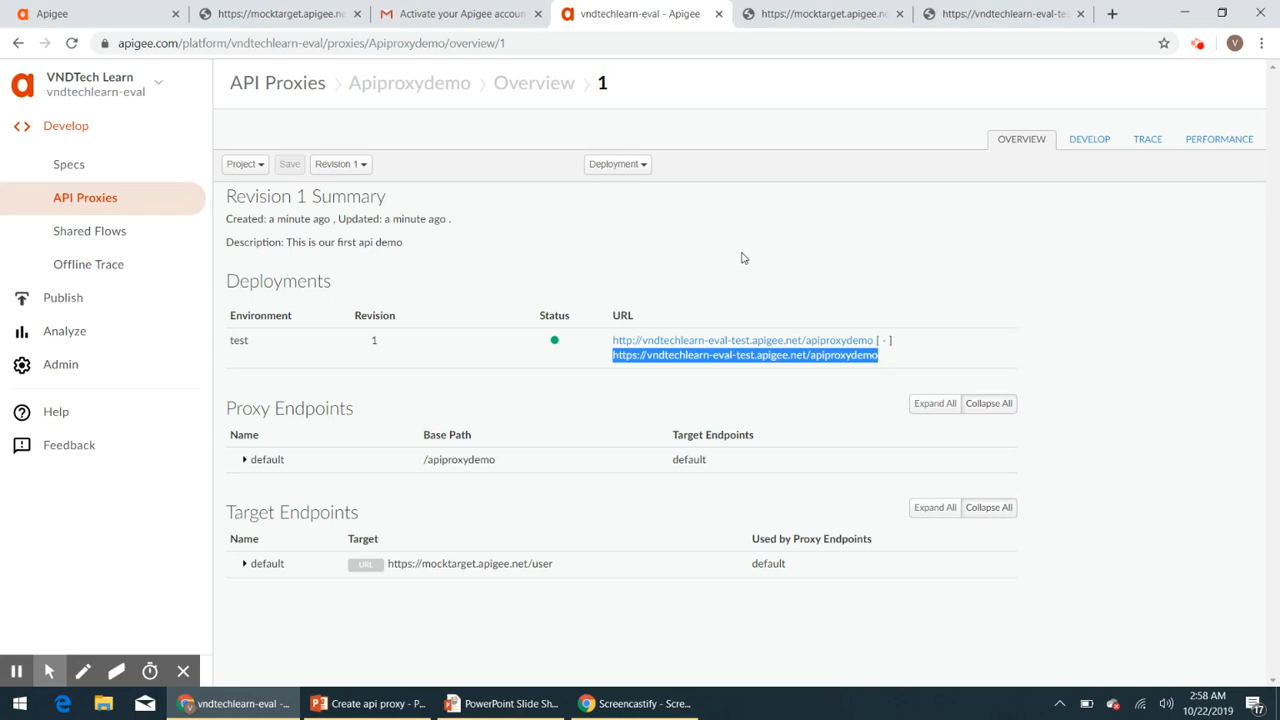 Apigee
https://mocktarget.apigee.ne
Activate your Apigee accoun
vndtechlearn-eval - Apigee
https://mocktarget.apigee.ne
https://vndtechlearn-eval-te
apigee.com/platform/vndtechlearn-eval/proxies/Apiproxydemo/overview/1
V
VNDTech Learn
vndtechlearn-eval
API Proxies
Apiproxydemo
Overview
1
Develop
Specs
API Proxies
Shared Flows
Offline Trace
Publish
Analyze
Admin
Help
Feedback
OVERVIEW
DEVELOP
TRACE
PERFORMANCE
Project
Save
Revision 1
Deployment
Revision 1 Summary
Created: a minute ago , Updated: a minute ago .
Description: This is our first api demo
Deployments
Environment Revision Status URL
test 1 http://vndtechlearn-eval-test.apigee.net/apiproxydemo [ - ]
https://vndtechlearn-eval-test.apigee.net/apiproxydemo
Proxy Endpoints
Expand All Collapse All
Name Base Path Target Endpoints
default /apiproxydemo default
Target Endpoints
Expand All Collapse All
Name Target Used by Proxy Endpoints
default URL https://mocktarget.apigee.net/user default
vndtechlearn-eval -...
Create api proxy - P...
PowerPoint Slide Sh...
Screencastify - Scre...
2:58 AM
10/22/2019
17